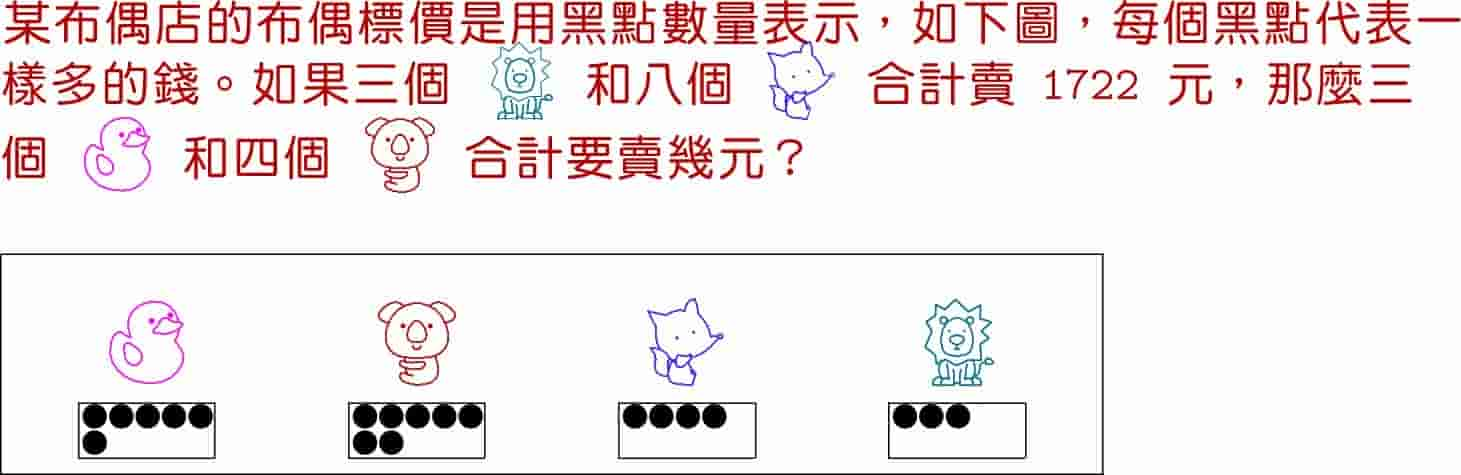 某布偶店的布偶標價是用黑點數量表示，如下圖，每個黑點代表一
樣多的錢。如果三個 和八個 合計賣 1722 元，那麼三
個 和四個 合計要賣幾元？